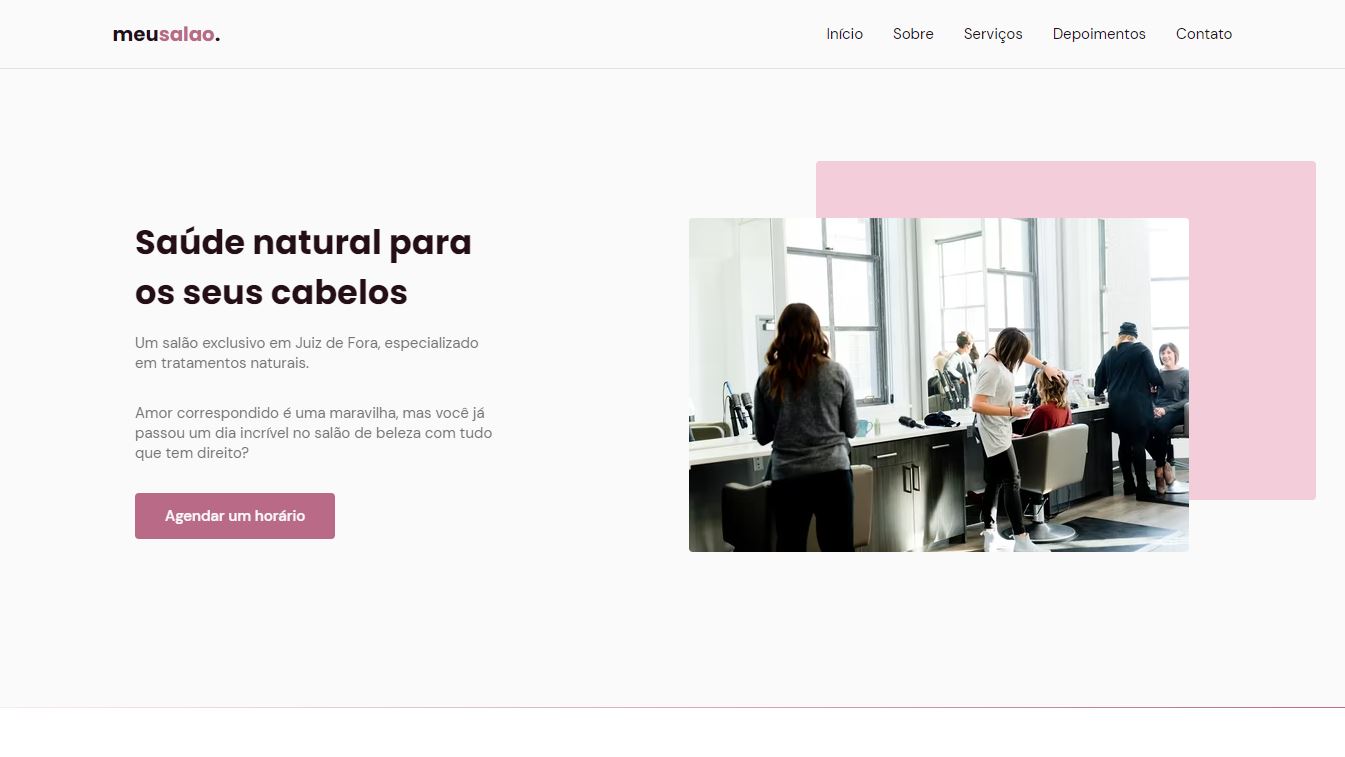 meusalao.
Início Sobre Serviços Depoimentos Contato
Saúde natural para
os seus cabelos
Um salão exclusivo em Juiz de Fora, especializado
em tratamentos naturais.
Amor correspondido é uma maravilha, mas você já
passou um dia incrível no salão de beleza com tudo
que tem direito?
Agendar um horário